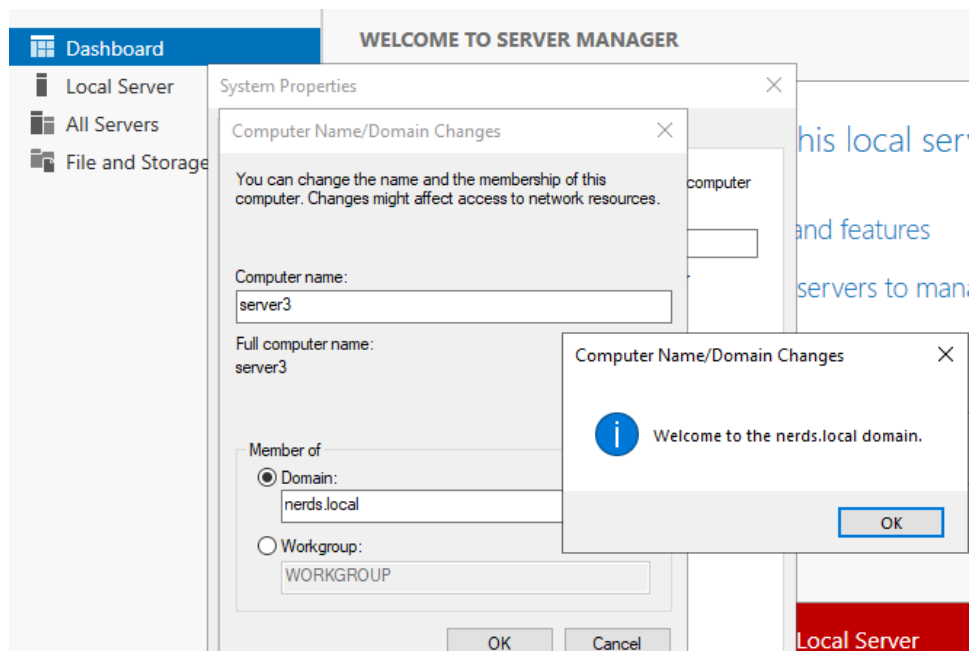 Dashboard
Local Server
All Servers
File and Storage
WELCOME TO SERVER MANAGER
System Properties
Computer Name/Domain Changes
You can change the name and the membership of this
computer. Changes might affect access to network resources.
Computer name:
server3
Full computer name:
server3
Member of
Domain:
nerds.local
Workgroup:
WORKGROUP
OK
Cancel
computer
his local ser
and features
servers to mana
Computer Name/Domain Changes
Welcome to the nerds.local domain.
OK
Local Server